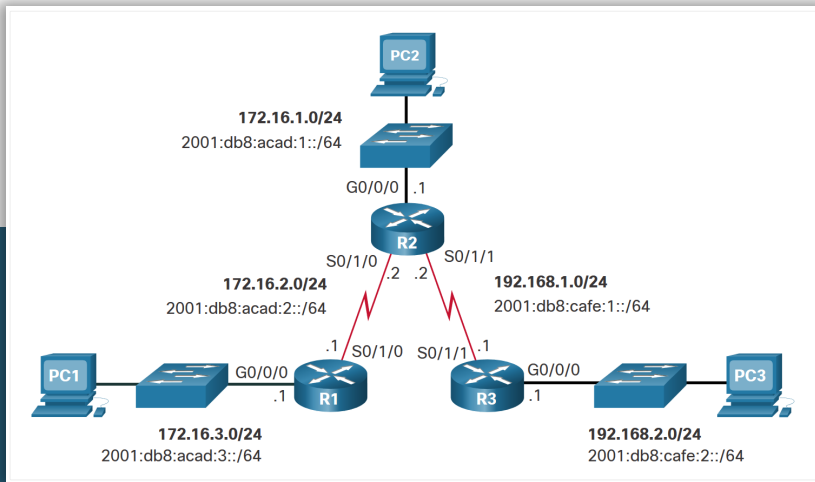 PC2
172.16.1.0/24
2001:db8:acad:1::/64
G0/0/0 .1
R2
S0/1/0 S0/1/1
.2 .2
172.16.2.0/24
2001:db8:acad:2::/64
192.168.1.0/24
2001:db8:cafe:1::/64
.1 S0/1/0
S0/1/1 .1
PC1
G0/0/0
.1
R1
R3
G0/0/0
.1
PC3
172.16.3.0/24
2001:db8:acad:3::/64
192.168.2.0/24
2001:db8:cafe:2::/64